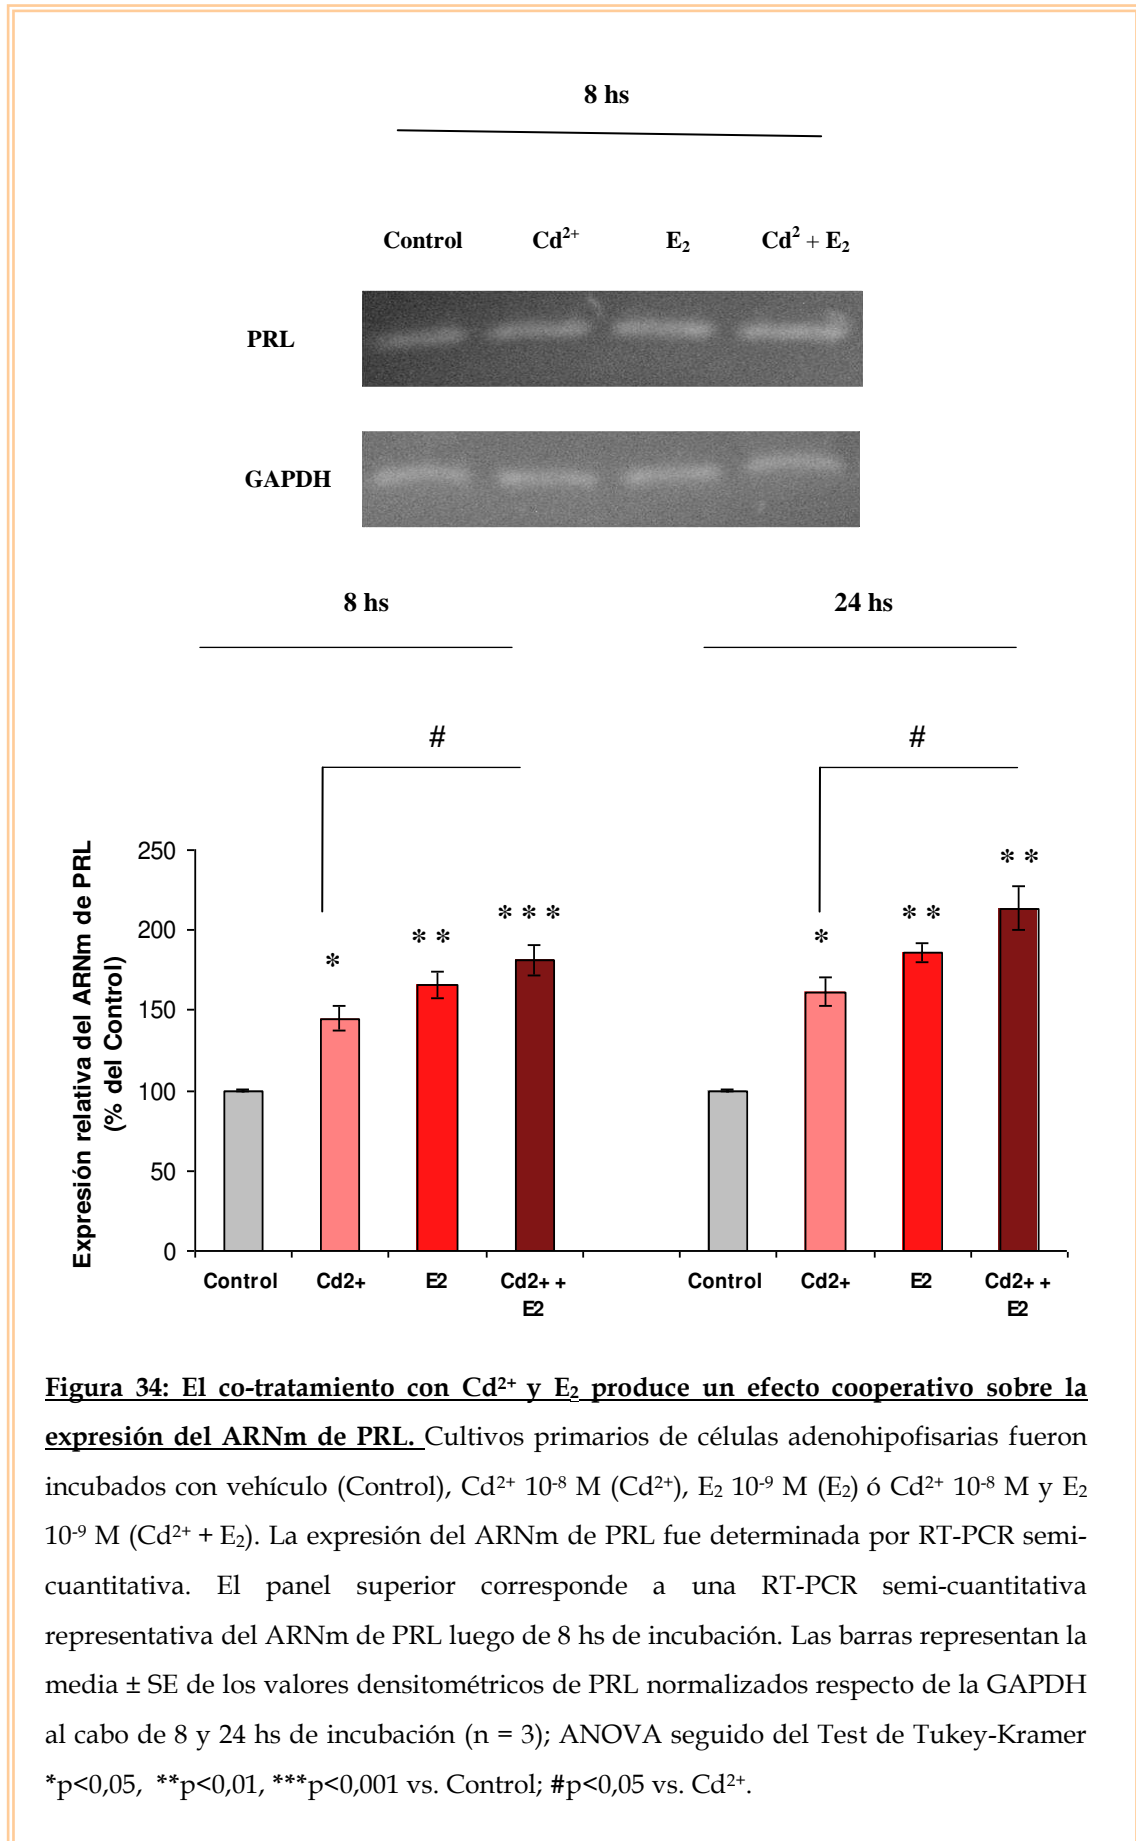 8 hs
Control Cd²⁺ E₂ Cd² + E₂
PRL
GAPDH
8 hs 24 hs
# #
Expresión relativa del ARNm de PRL
(% del Control)
250
200
150
100
50
0
* ** *** * ** **
Control Cd2+ E2 Cd2+ + E2 Control Cd2+ E2 Cd2+ + E2
Figura 34: El co-tratamiento con Cd²⁺ y E₂ produce un efecto cooperativo sobre la
expresión del ARNm de PRL. Cultivos primarios de células adenohipofisarias fueron
incubados con vehículo (Control), Cd²⁺ 10⁻⁸ M (Cd²⁺), E₂ 10⁻⁹ M (E₂) ó Cd²⁺ 10⁻⁸ M y E₂
10⁻⁹ M (Cd²⁺ + E₂). La expresión del ARNm de PRL fue determinada por RT-PCR semi-
cuantitativa. El panel superior corresponde a una RT-PCR semi-cuantitativa
representativa del ARNm de PRL luego de 8 hs de incubación. Las barras representan la
media ± SE de los valores densitométricos de PRL normalizados respecto de la GAPDH
al cabo de 8 y 24 hs de incubación (n = 3); ANOVA seguido del Test de Tukey-Kramer
*p<0,05, **p<0,01, ***p<0,001 vs. Control; #p<0,05 vs. Cd²⁺.